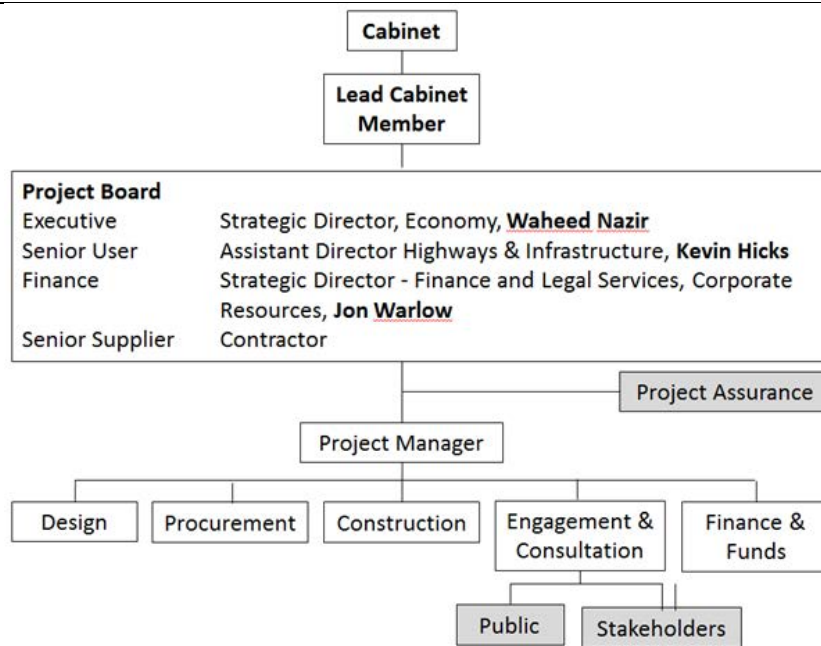 Cabinet
Lead Cabinet
Member
Project Board
Executive Strategic Director, Economy, Waheed Nazir
Senior User Assistant Director Highways & Infrastructure, Kevin Hicks
Finance Strategic Director - Finance and Legal Services, Corporate
Resources, Jon Warlow
Senior Supplier Contractor
Project Assurance
Project Manager
Design
Procurement
Construction
Engagement &
Consultation
Finance &
Funds
Public
Stakeholders